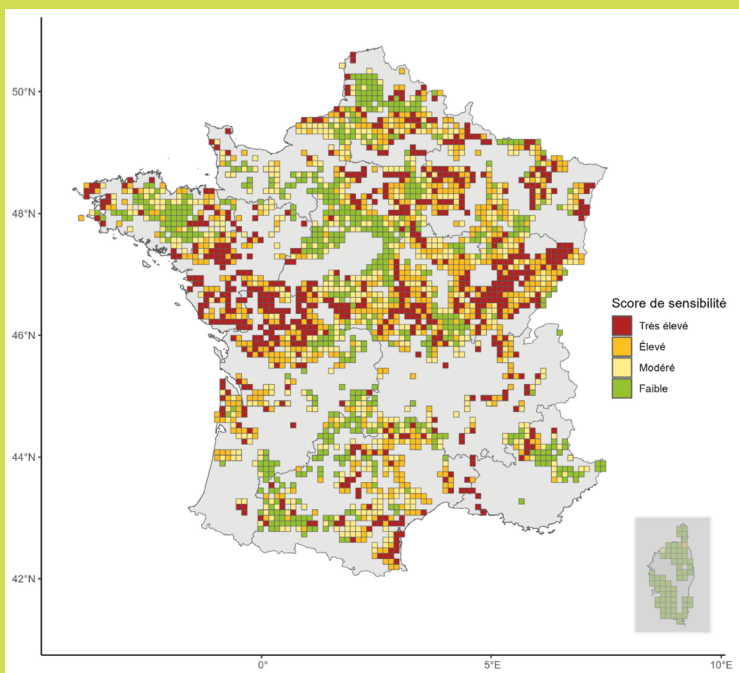 50°N
48°N
46°N
44°N
42°N
0°
5°E
10°E
Score de sensibilité
Très élevé
Élevé
Modéré
Faible